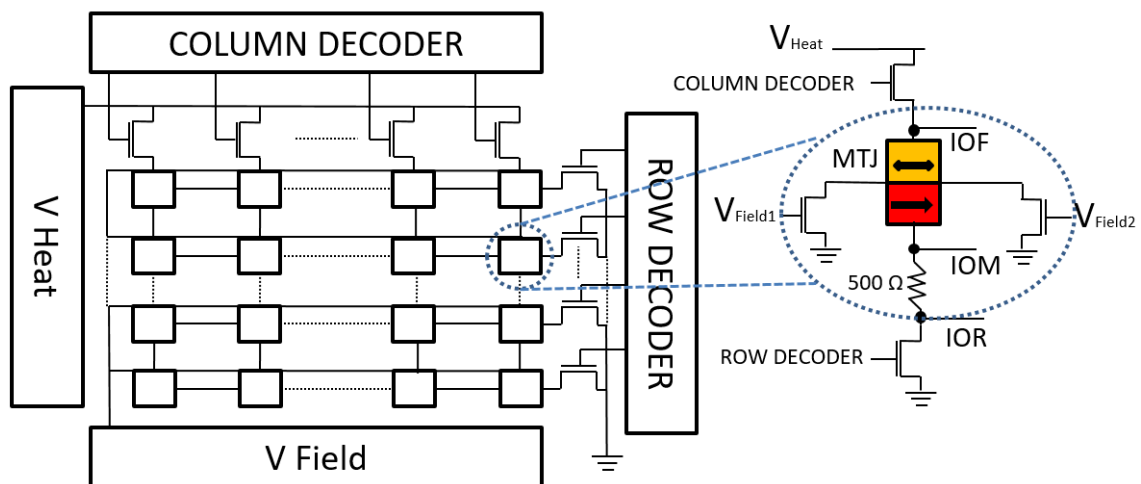 COLUMN DECODER
V Heat
ROW DECODER
V Field
VHeat
COLUMN DECODER
IOF
MTJ
VField1
VField2
IOM
500 Ω
IOR
ROW DECODER